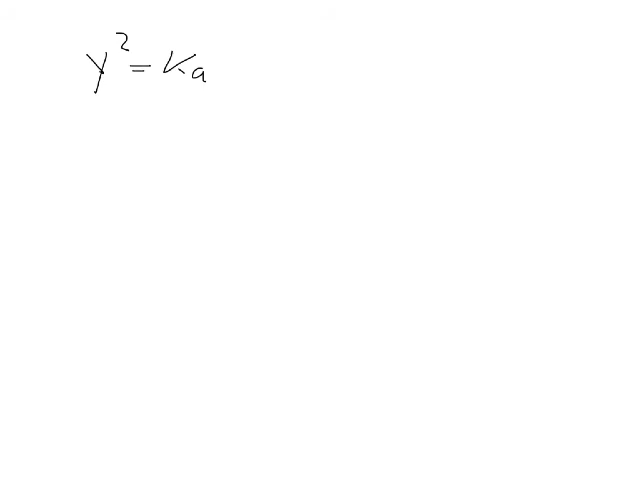 y² = Ka